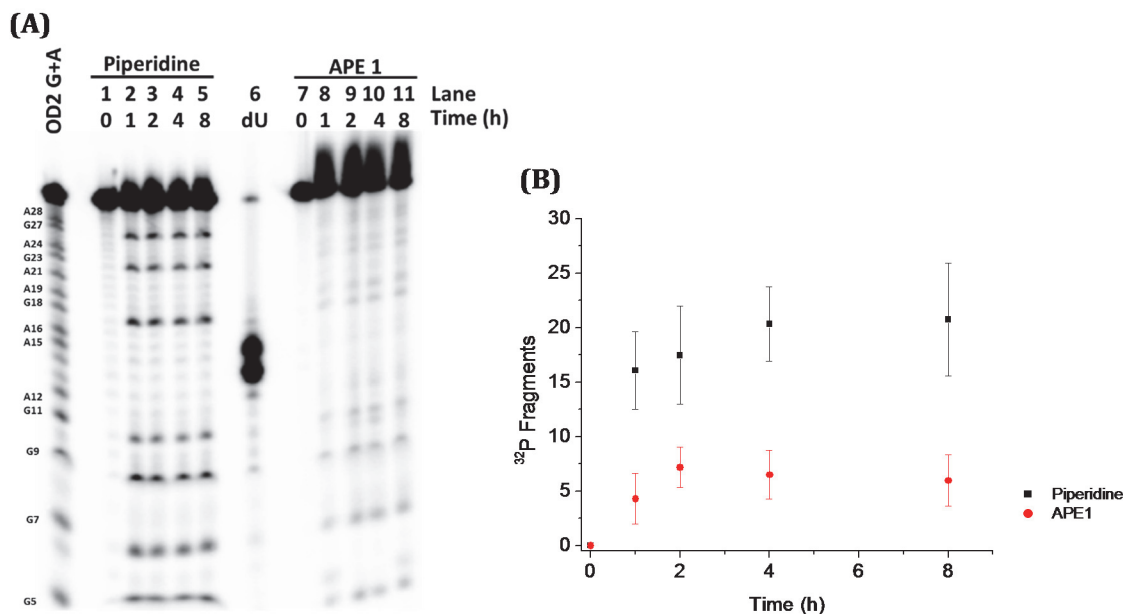 (A)
OD2 G+A
Piperidine
APE 1
1 2 3 4 5 6 7 8 9 10 11 Lane
0 1 2 4 8 dU 0 1 2 4 8 Time (h)
A28
G27
A24
G23
A21
A19
G18
A16
A15
A12
G11
G9
G7
G5
(B)
30
25
20
15
10
5
0
³²P Fragments
0 2 4 6 8
Time (h)
Piperidine
APE1